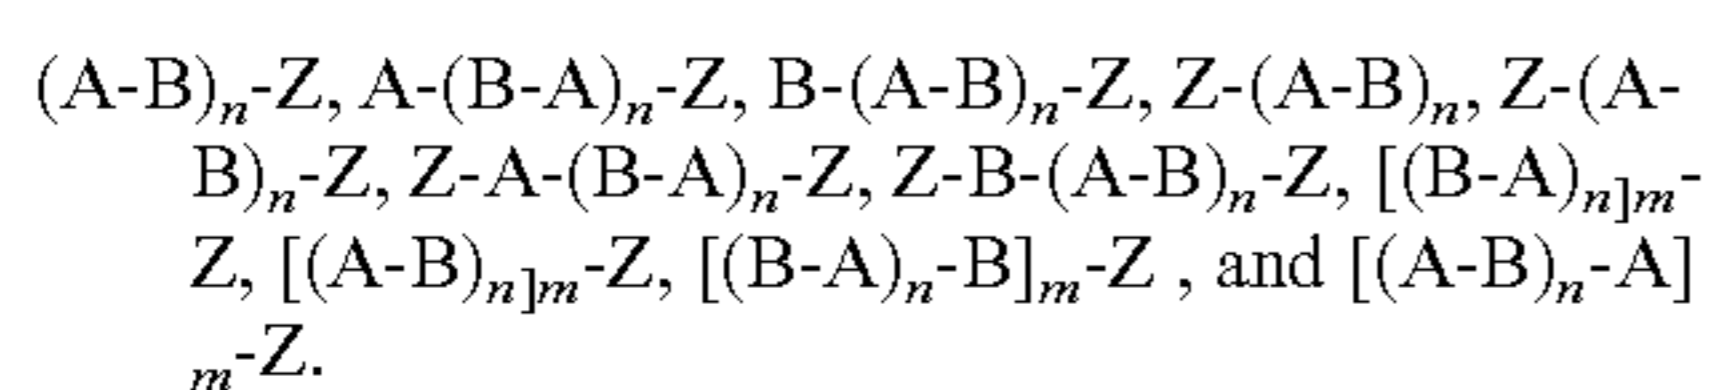 (A-B)n-Z, A-(B-A)n-Z, B-(A-B)n-Z, Z-(A-B)n, Z-(A-
B)n-Z, Z-A-(B-A)n-Z, Z-B-(A-B)n-Z, [(B-A)n]m-
Z, [(A-B)n]m-Z, [(B-A)n-B]m-Z , and [(A-B)n-A]
m-Z.